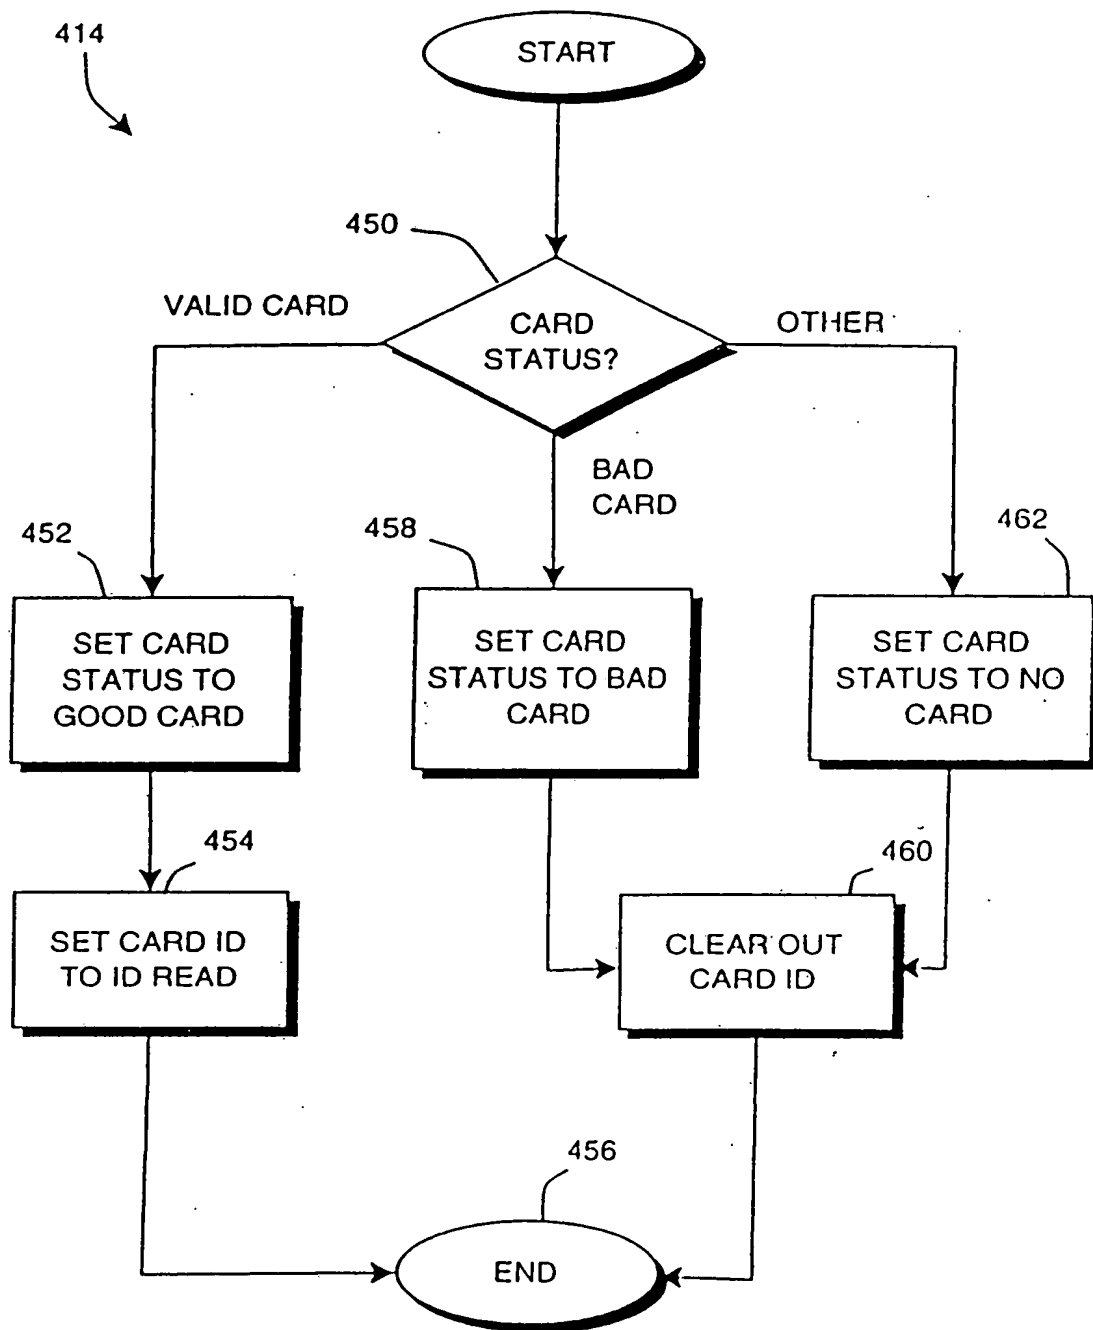 414
START
450
VALID CARD
CARD
STATUS?
OTHER
BAD
CARD
452
458
462
SET CARD
STATUS TO
GOOD CARD
SET CARD
STATUS TO BAD
CARD
SET CARD
STATUS TO NO
CARD
454
460
SET CARD ID
TO ID READ
CLEAR OUT
CARD ID
456
END